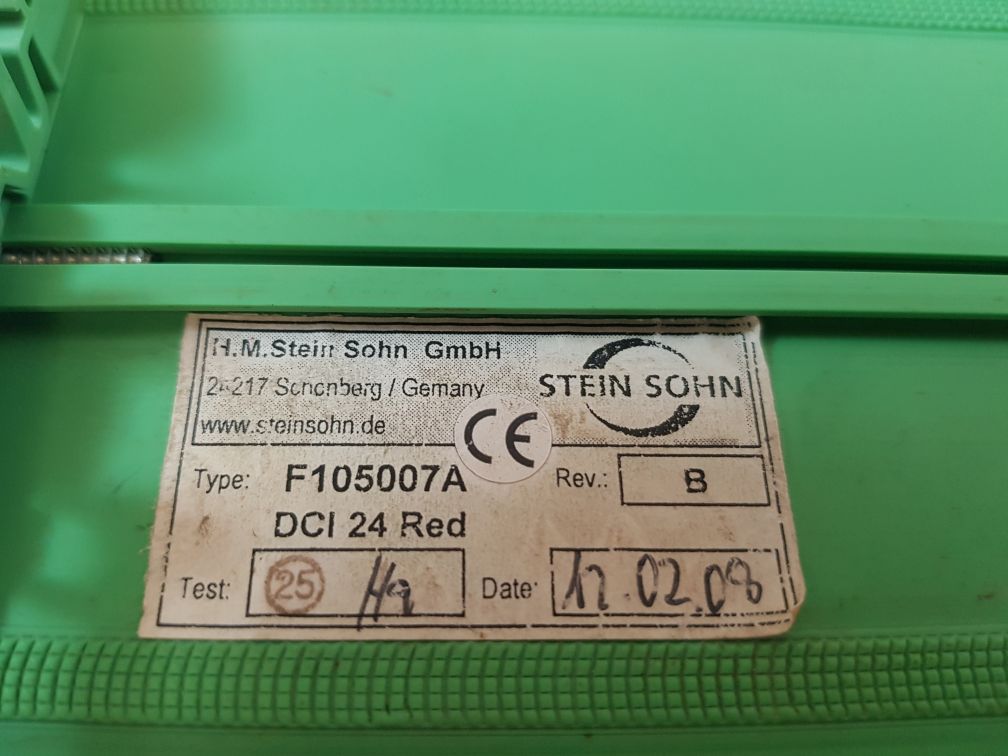 H.M.Stein Sohn GmbH
24217 Schönberg / Gemany
www.steinsohn.de
STEIN SOHN
CE
Type: F105007A
Rev.: B
DCI 24 Red
Test: 25
Date: 12.02.08